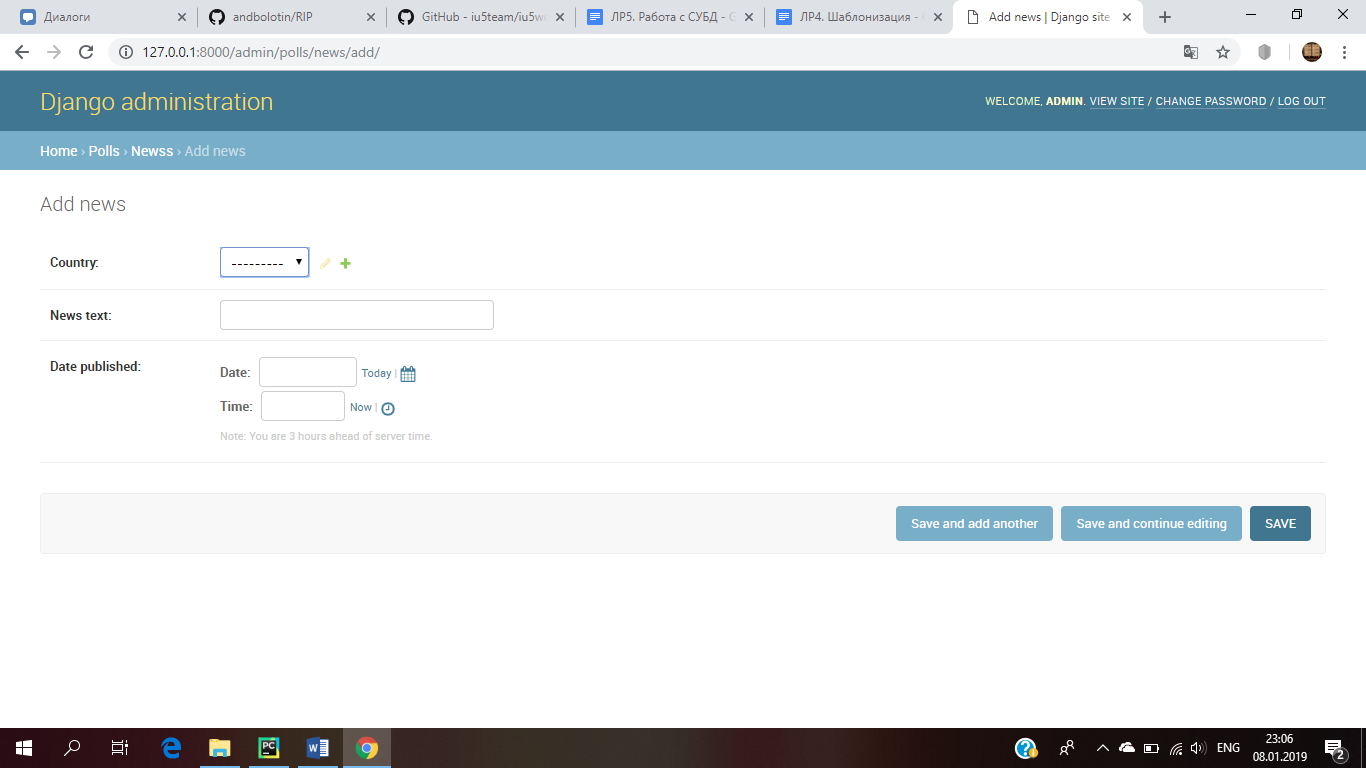 Диалоги
andbolotin/RIP
GitHub - iu5team/iu5w
ЛР5. Работа с СУБД - G
ЛР4. Шаблонизация -
Add news | Django site
127.0.0.1:8000/admin/polls/news/add/
Django administration
WELCOME, ADMIN. VIEW SITE / CHANGE PASSWORD / LOG OUT
Home › Polls › Newss › Add news
Add news
Country: ---------
News text:
Date published:
Date: Today |
Time: Now |
Note: You are 3 hours ahead of server time.
Save and add another
Save and continue editing
SAVE
PC
W
ENG
23:06
08.01.2019
2